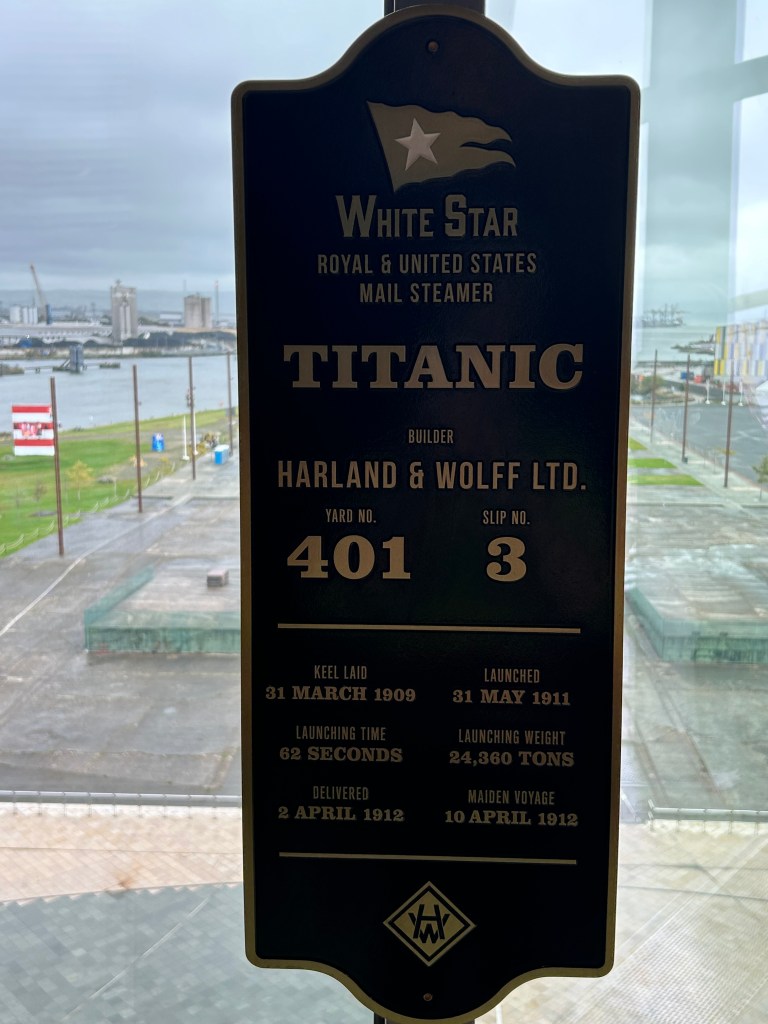 WHITE STAR
ROYAL & UNITED STATES
MAIL STEAMER
TITANIC
BUILDER
HARLAND & WOLFF LTD.
YARD NO. SLIP NO.
401 3
KEEL LAID LAUNCHED
31 MARCH 1909 31 MAY 1911
LAUNCHING TIME LAUNCHING WEIGHT
62 SECONDS 24,360 TONS
DELIVERED MAIDEN VOYAGE
2 APRIL 1912 10 APRIL 1912
HW